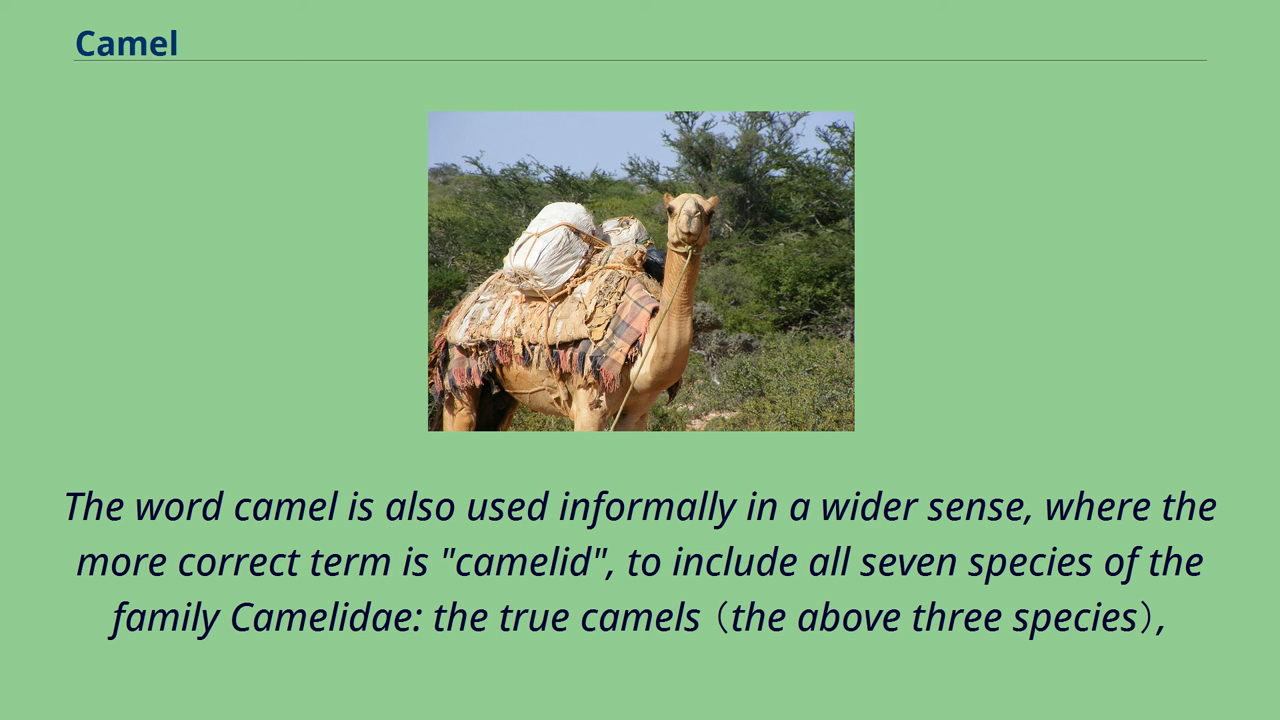 Camel
The word camel is also used informally in a wider sense, where the
more correct term is "camelid", to include all seven species of the
family Camelidae: the true camels（the above three species）,